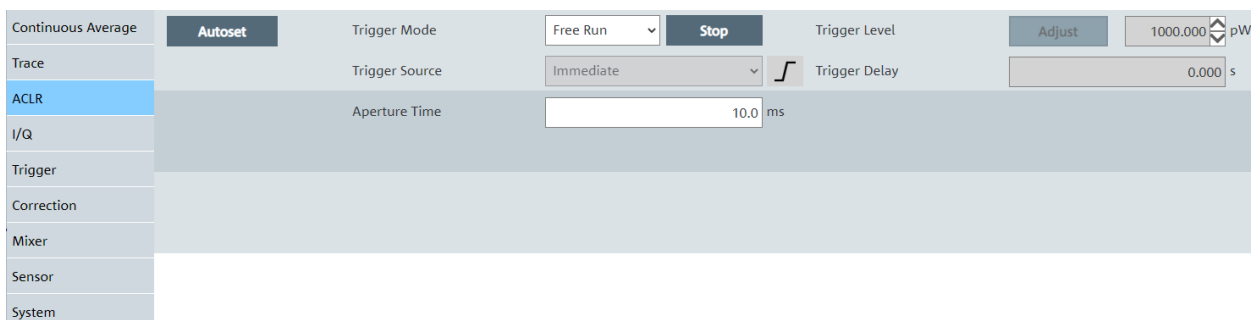 Continuous Average
Trace
ACLR
I/Q
Trigger
Correction
Mixer
Sensor
System
Autoset
Trigger Mode
Free Run
Stop
Trigger Level
Adjust
1000.000 pW
Trigger Source
Immediate
Trigger Delay
0.000 s
Aperture Time
10.0 ms